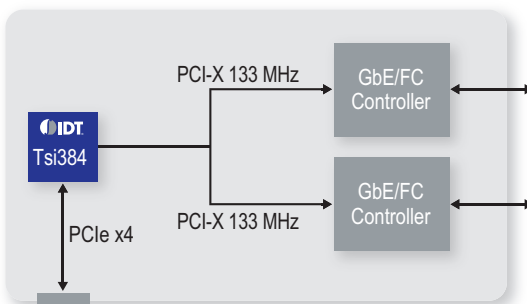 PCI-X 133 MHz
GbE/FC
Controller
IDT
Tsi384
GbE/FC
Controller
PCI-X 133 MHz
PCIe x4